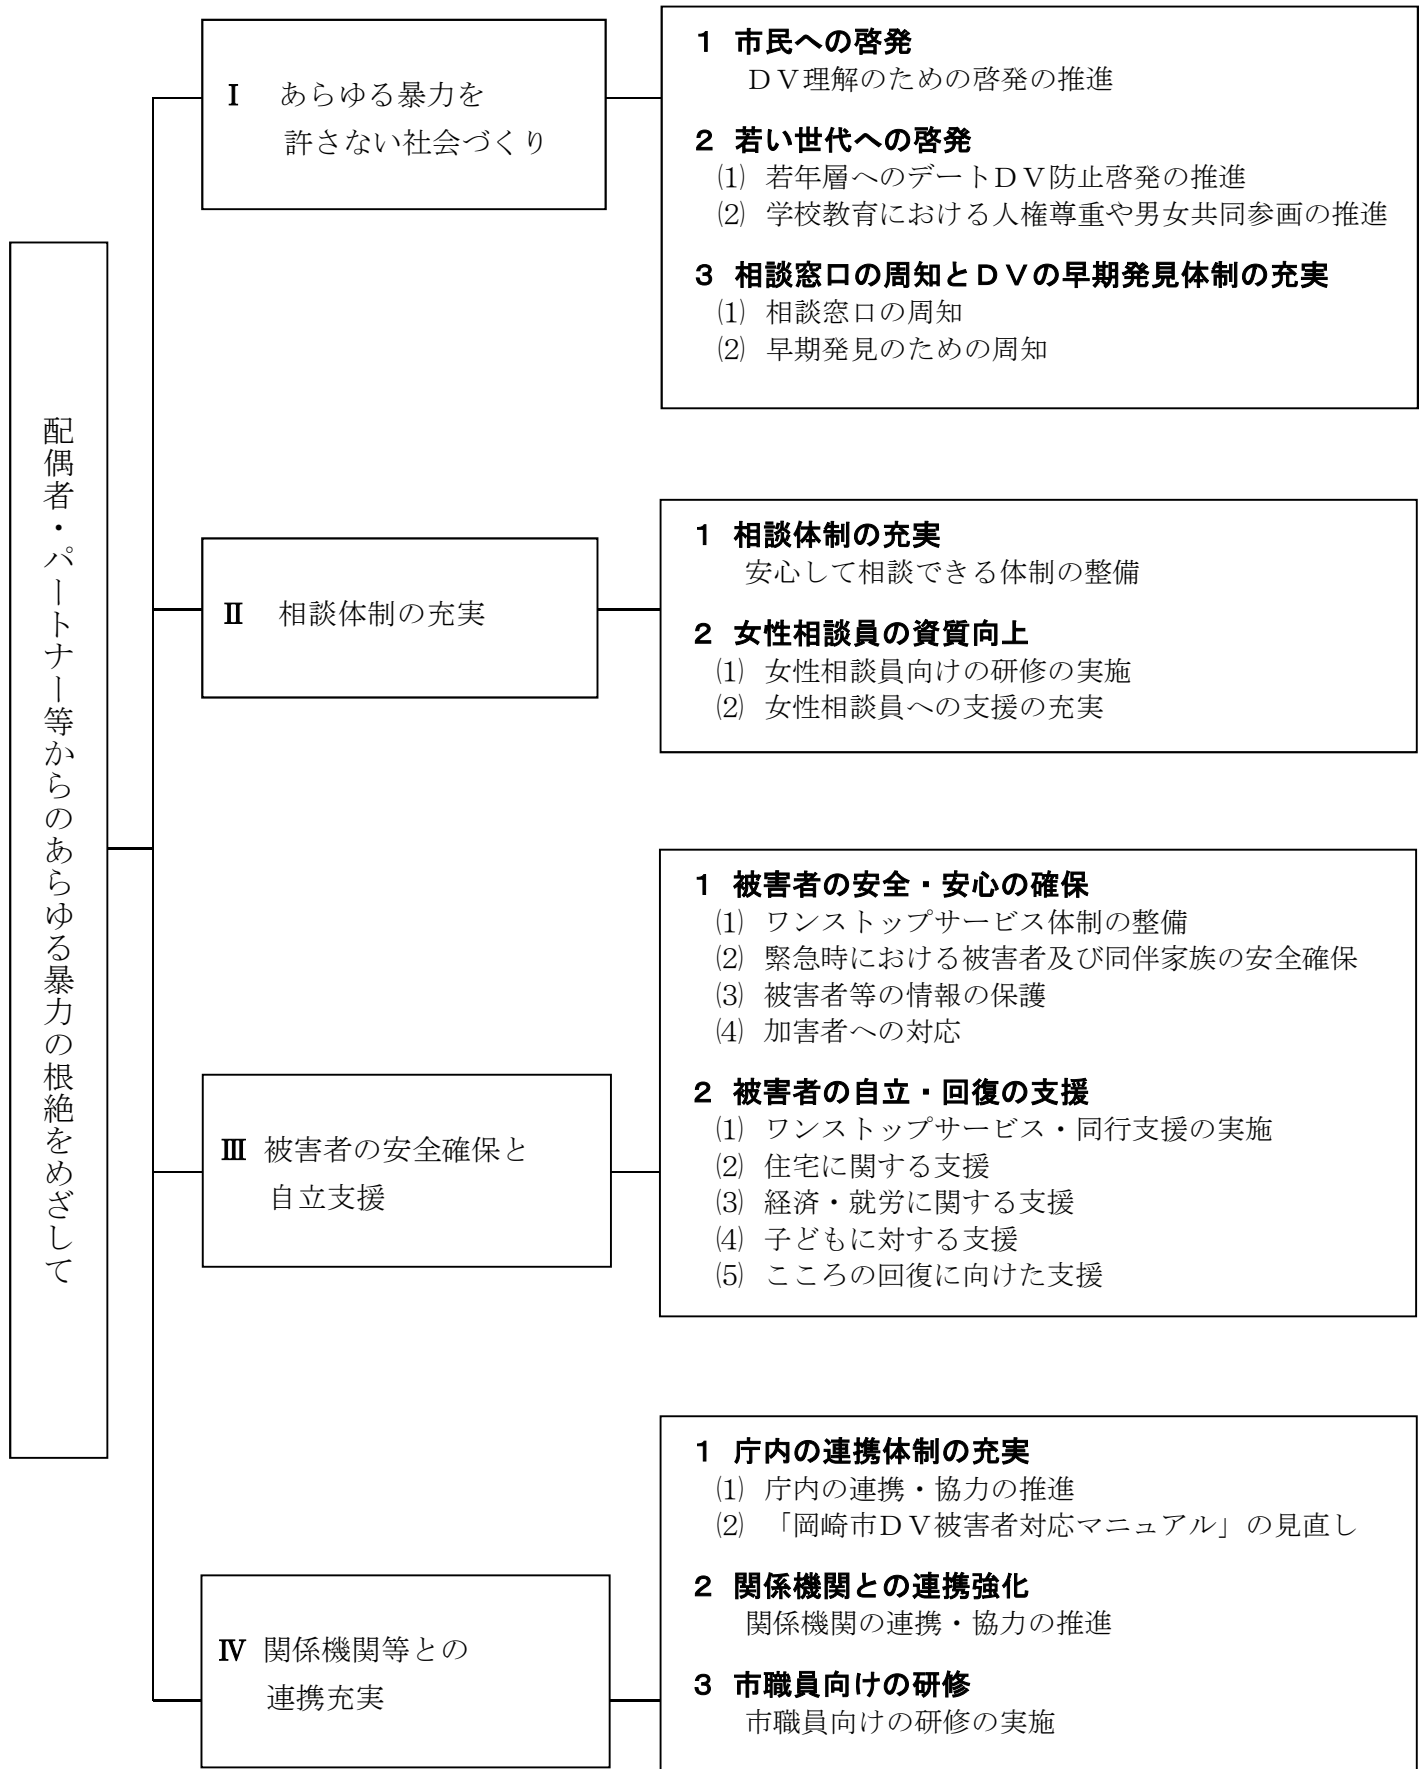 配偶者・パートナー等からのあらゆる暴力の根絶をめざして
Ⅰ あらゆる暴力を
許さない社会づくり
1 市民への啓発
ＤＶ理解のための啓発の推進
2 若い世代への啓発
⑴ 若年層へのデートＤＶ防止啓発の推進
⑵ 学校教育における人権尊重や男女共同参画の推進
3 相談窓口の周知とＤＶの早期発見体制の充実
⑴ 相談窓口の周知
⑵ 早期発見のための周知
Ⅱ 相談体制の充実
1 相談体制の充実
安心して相談できる体制の整備
2 女性相談員の資質向上
⑴ 女性相談員向けの研修の実施
⑵ 女性相談員への支援の充実
Ⅲ 被害者の安全確保と
自立支援
1 被害者の安全・安心の確保
⑴ ワンストップサービス体制の整備
⑵ 緊急時における被害者及び同伴家族の安全確保
⑶ 被害者等の情報の保護
⑷ 加害者への対応
2 被害者の自立・回復の支援
⑴ ワンストップサービス・同行支援の実施
⑵ 住宅に関する支援
⑶ 経済・就労に関する支援
⑷ 子どもに対する支援
⑸ こころの回復に向けた支援
Ⅳ 関係機関等との
連携充実
1 庁内の連携体制の充実
⑴ 庁内の連携・協力の推進
⑵ 「岡崎市ＤＶ被害者対応マニュアル」の見直し
2 関係機関との連携強化
関係機関の連携・協力の推進
3 市職員向けの研修
市職員向けの研修の実施